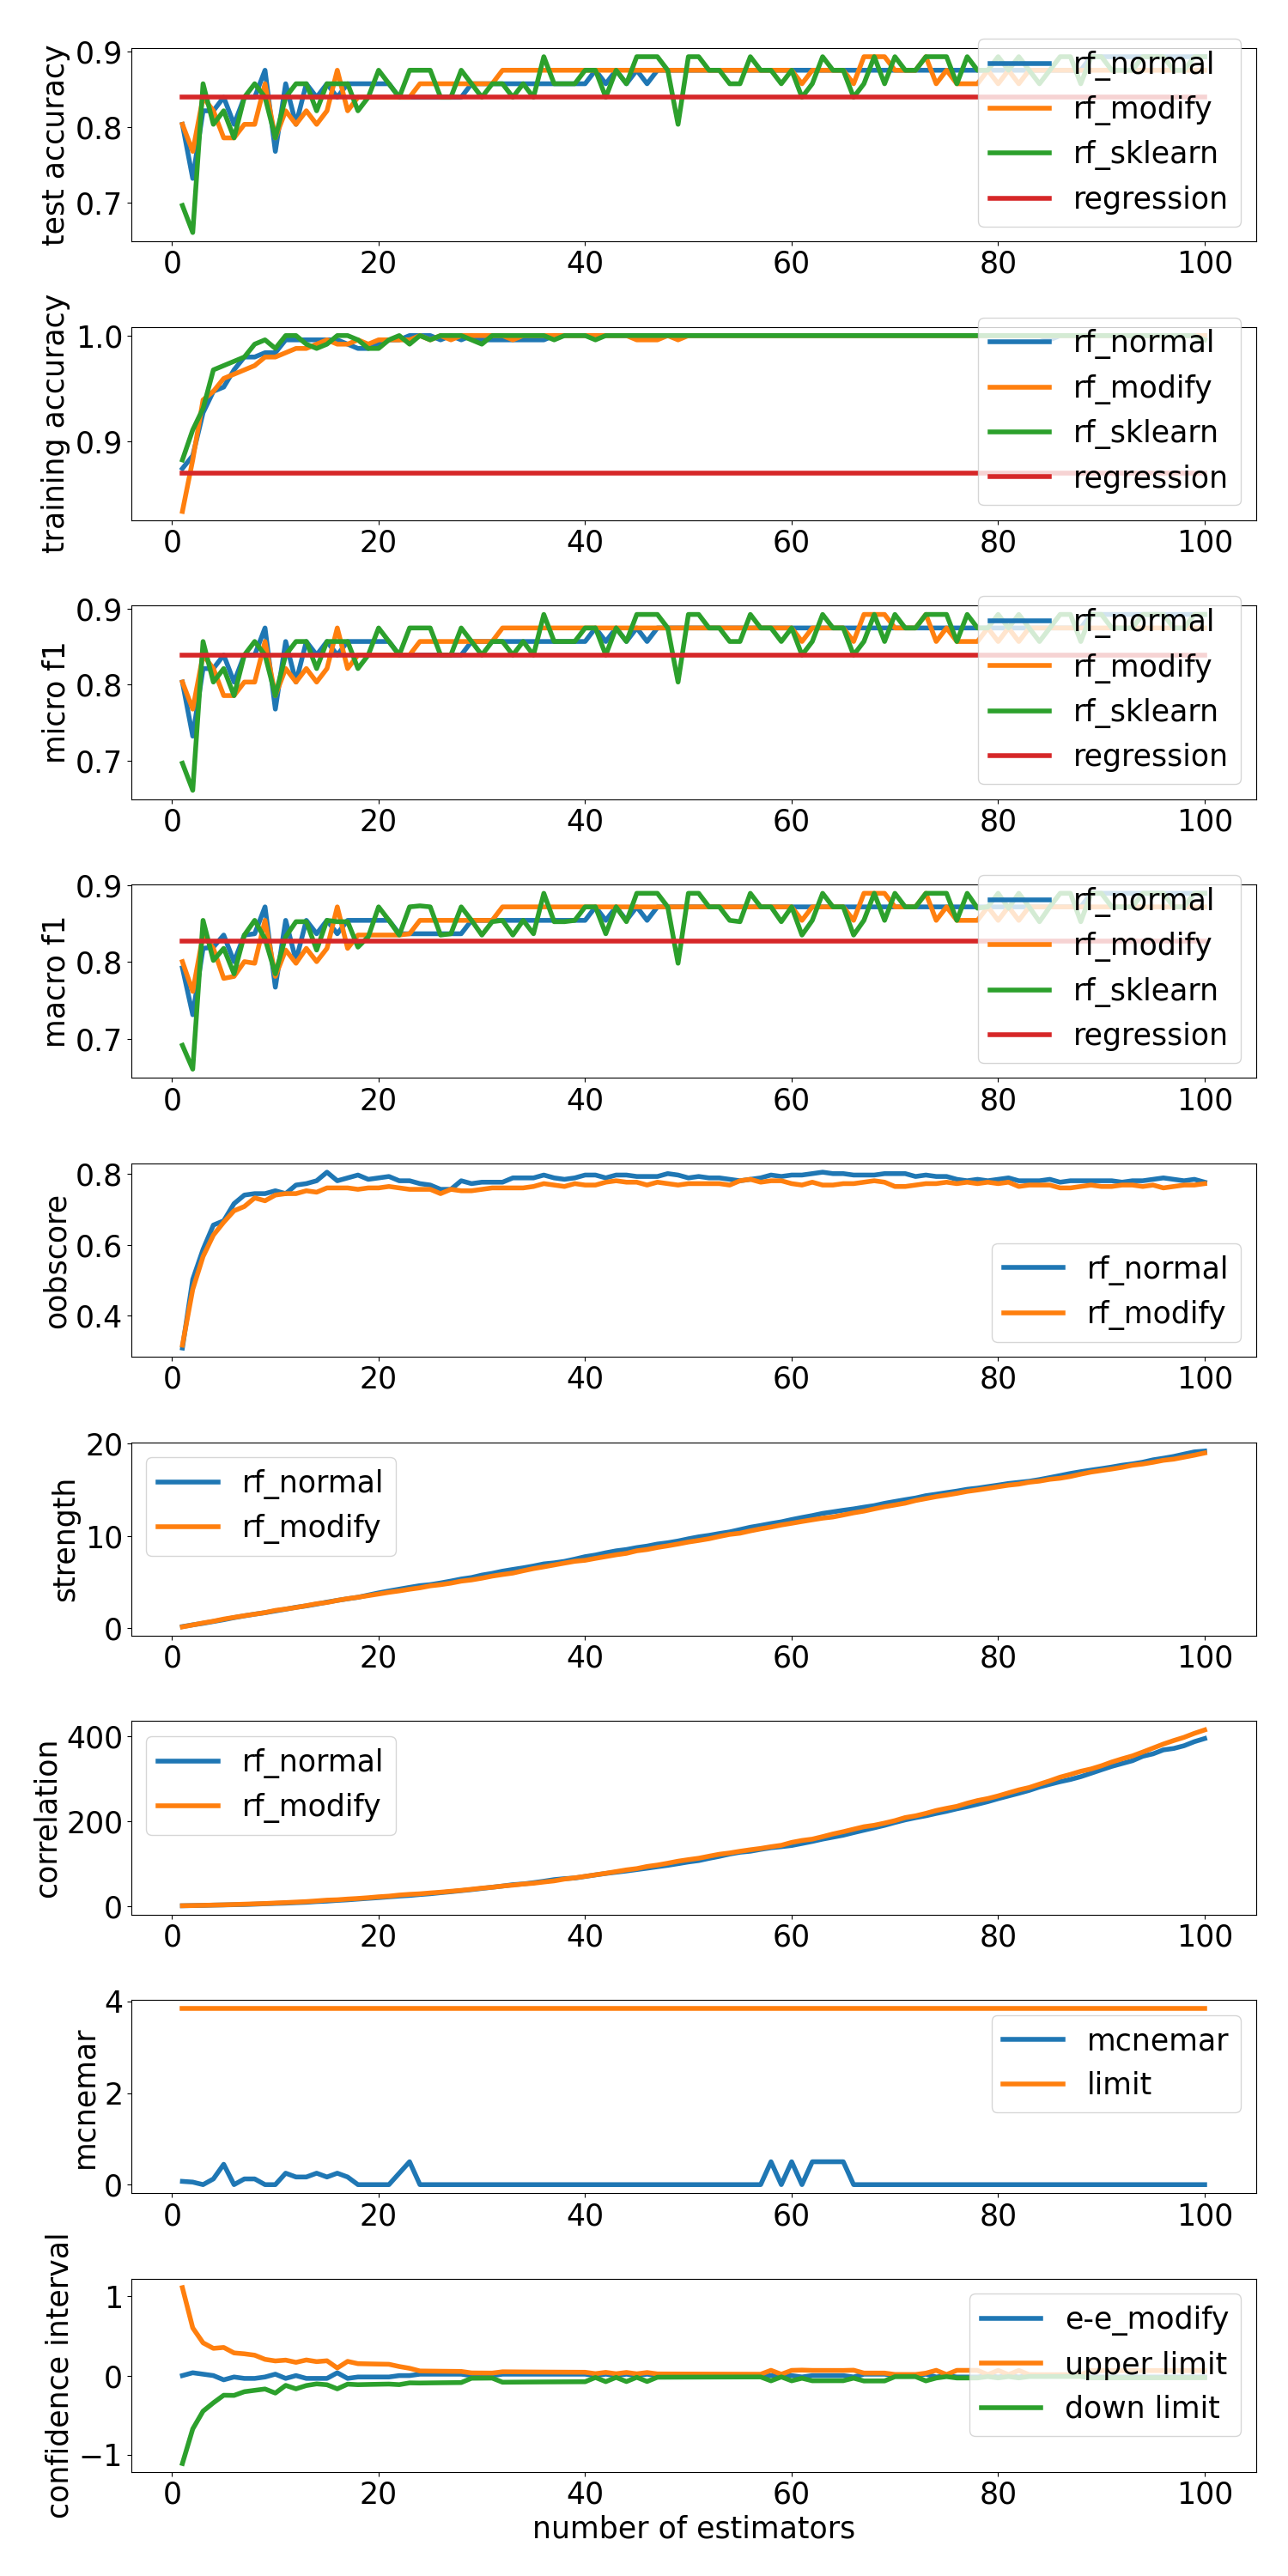 test accuracy
0.9
0.8
0.7
rf_normal
rf_modify
rf_sklearn
regression
0 20 40 60 80 100
training accuracy
1.0
0.9
rf_normal
rf_modify
rf_sklearn
regression
0 20 40 60 80 100
micro f1
0.9
0.8
0.7
rf_normal
rf_modify
rf_sklearn
regression
0 20 40 60 80 100
macro f1
0.9
0.8
0.7
rf_normal
rf_modify
rf_sklearn
regression
0 20 40 60 80 100
oobscore
0.8
0.6
0.4
rf_normal
rf_modify
0 20 40 60 80 100
strength
20
10
0
rf_normal
rf_modify
0 20 40 60 80 100
correlation
400
200
0
rf_normal
rf_modify
0 20 40 60 80 100
mcnemar
4
2
0
mcnemar
limit
0 20 40 60 80 100
confidence interval
1
0
−1
e-e_modify
upper limit
down limit
0 20 40 60 80 100
number of estimators